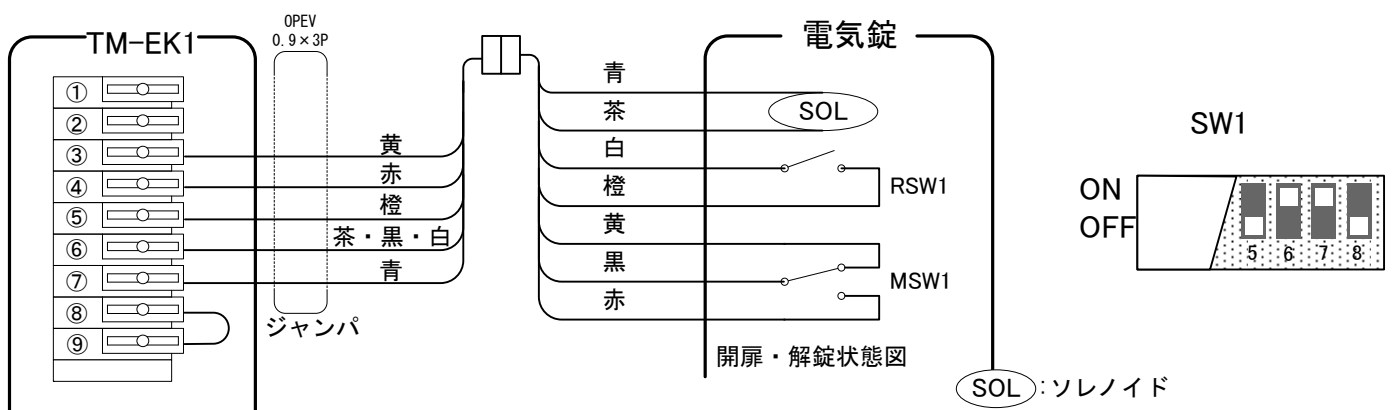 TM-EK1
OPEV
0.9×3P
①
②
③
④
⑤
⑥
⑦
⑧
⑨
黄
赤
橙
茶・黒・白
青
ジャンパ
電気錠
青
茶
白
橙
黄
黒
赤
SOL
RSW1
MSW1
開扉・解錠状態図
SOL:ソレノイド
SW1
ON
OFF
5 6 7 8